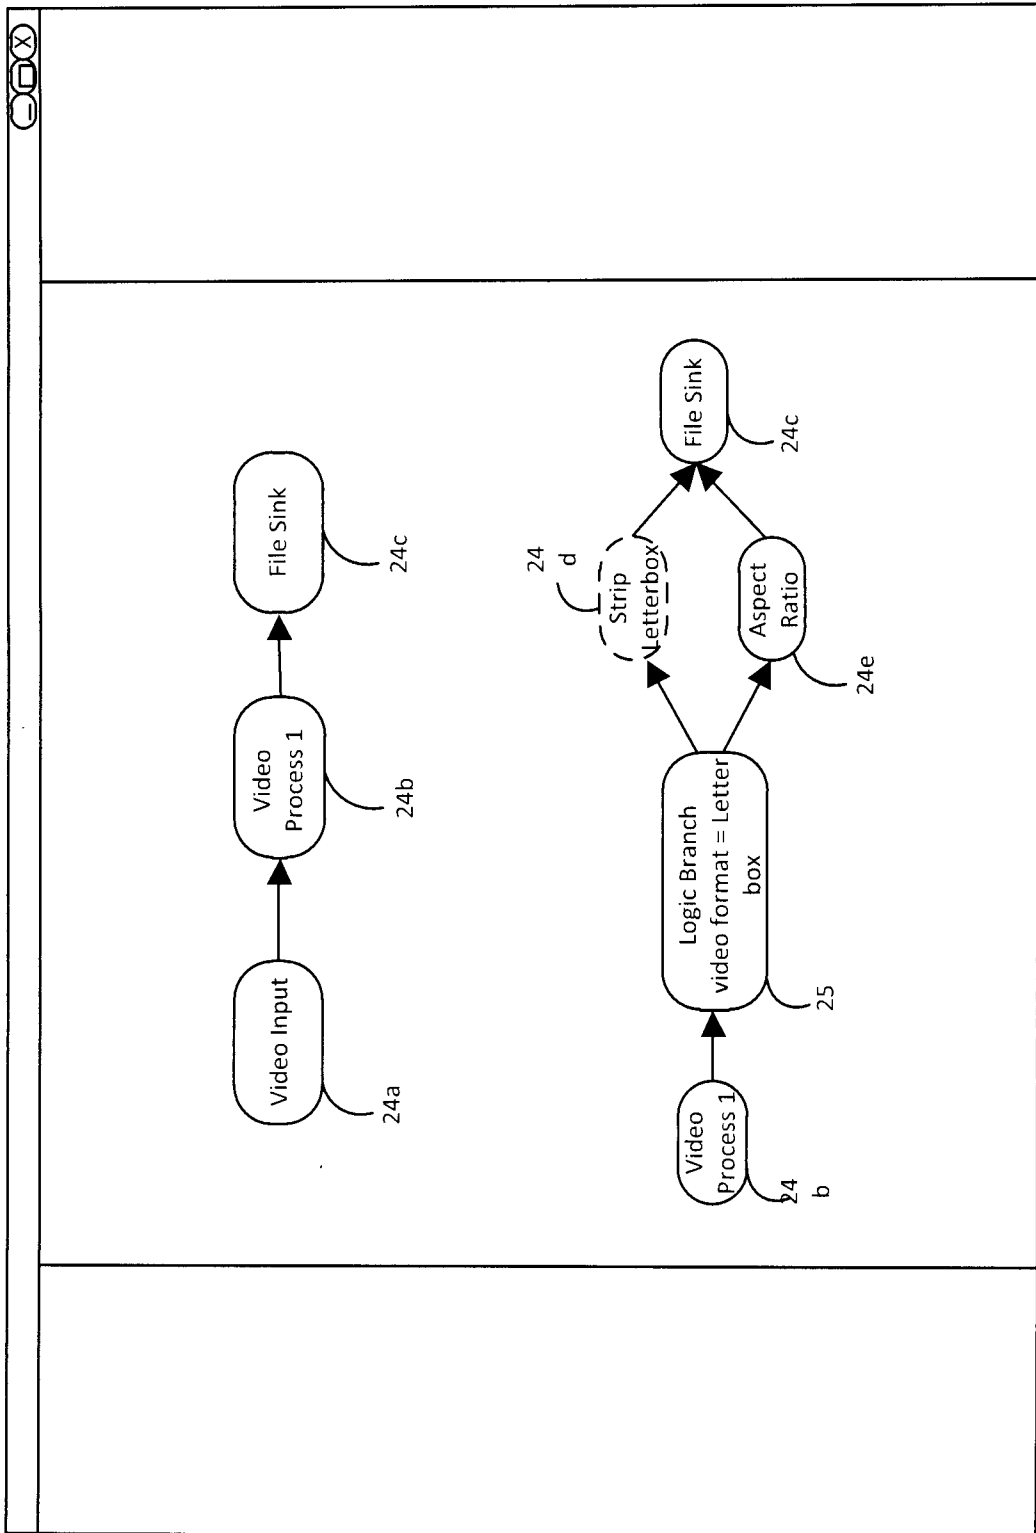 Video Input
24a
Video
Process 1
24b
File Sink
24c
Video
Process 1
24
b
Logic Branch
video format = Letter
box
25
Strip
Letterbox
24
d
Aspect
Ratio
24e
File Sink
24c
X